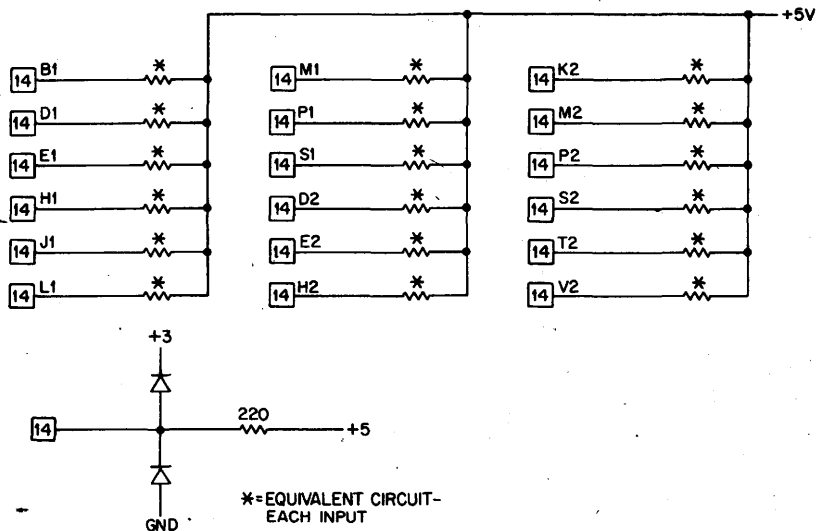 +5V
14 B1 * 14 M1 * 14 K2 *
14 D1 * 14 P1 * 14 M2 *
14 E1 * 14 S1 * 14 P2 *
14 H1 * 14 D2 * 14 S2 *
14 J1 * 14 E2 * 14 T2 *
14 L1 * 14 H2 * 14 V2 *
+3
14 220 +5
GND
*=EQUIVALENT CIRCUIT-
EACH INPUT